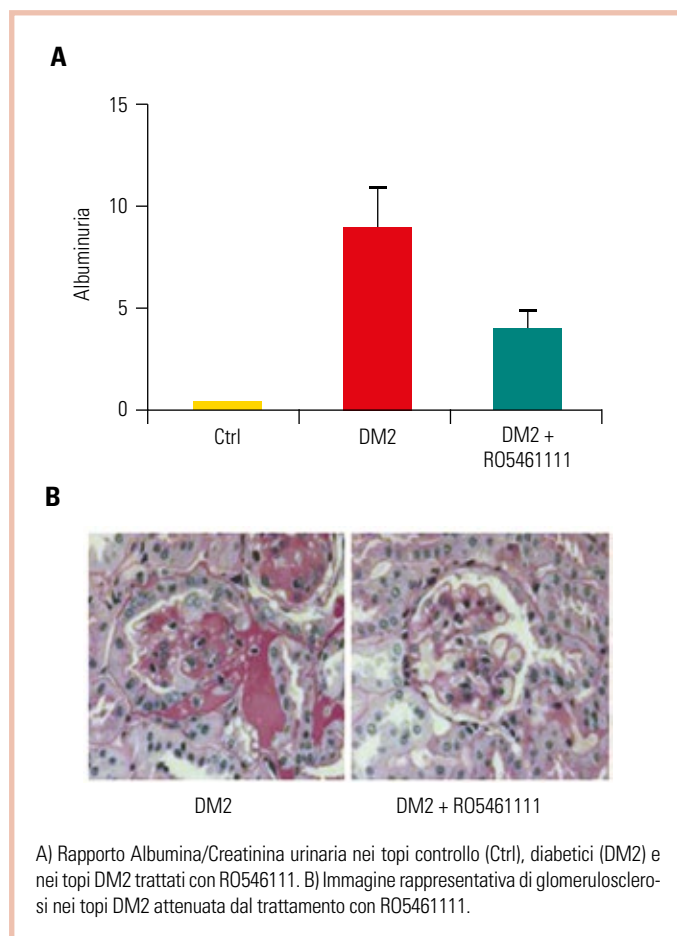 A
15
10
5
0
Albuminuria
Ctrl
DM2
DM2 +
RO5461111
B
DM2
DM2 + RO5461111
A) Rapporto Albumina/Creatinina urinaria nei topi controllo (Ctrl), diabetici (DM2) e
nei topi DM2 trattati con RO546111. B) Immagine rappresentativa di glomerulosclero-
si nei topi DM2 attenuata dal trattamento con RO5461111.